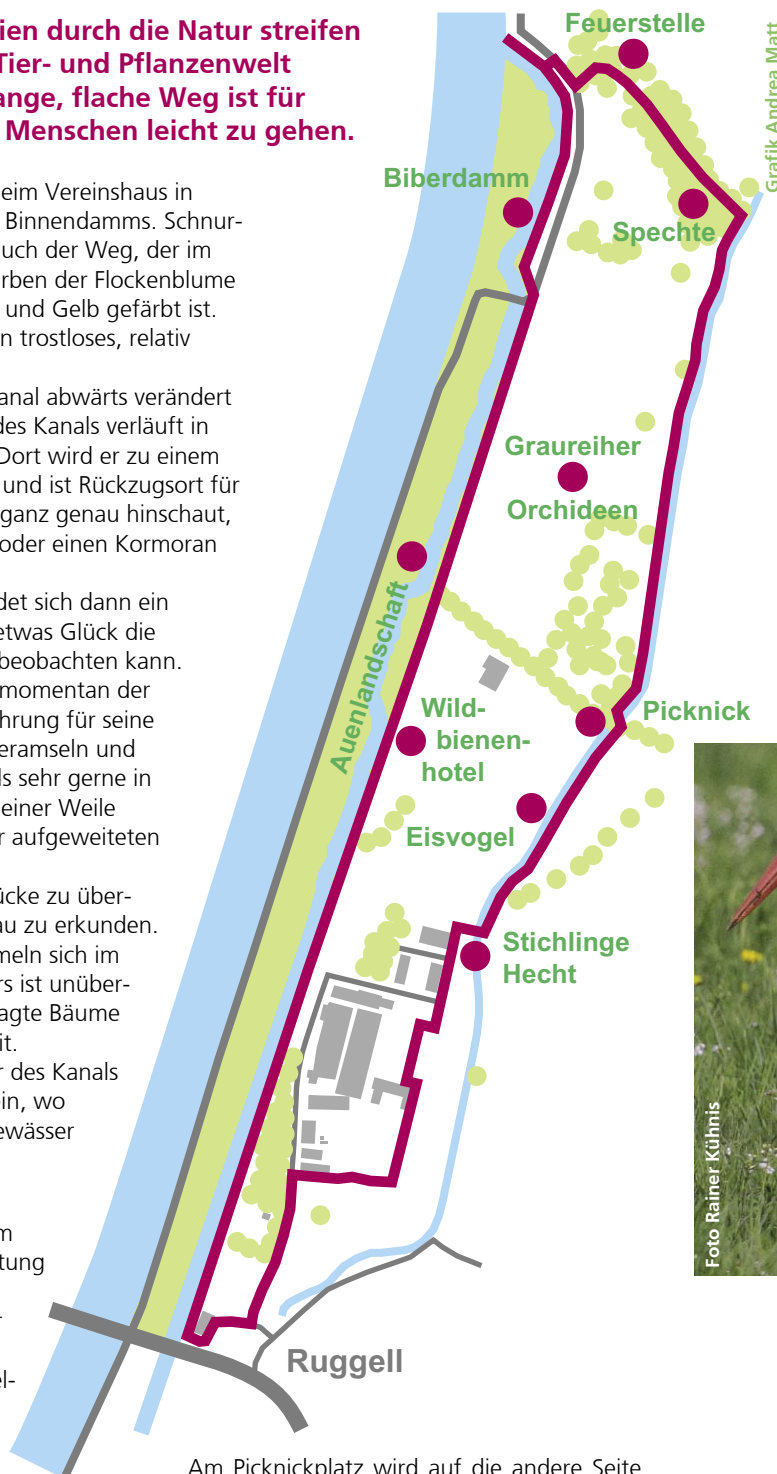 ien durch die Natur streifen
Tier- und Pflanzenwelt
ange, flache Weg ist für
Menschen leicht zu gehen.
eim Vereinshaus in
Binnendamms. Schnur-
uch der Weg, der im
rben der Flockenblume
und Gelb gefärbt ist.
n trostloses, relativ
anal abwärts verändert
des Kanals verläuft in
Dort wird er zu einem
und ist Rückzugsort für
ganz genau hinschaut,
oder einen Kormoran
det sich dann ein
etwas Glück die
beobachten kann.
momentan der
hrung für seine
eramseln und
ls sehr gerne in
einer Weile
r aufgeweiteten
ücke zu über-
au zu erkunden.
meln sich im
rs ist unüber-
agte Bäume
it.
r des Kanals
ein, wo
ewässer
m
tung
el-
Feuerstelle
Biberdamm
Spechte
Graureiher
Orchideen
Auenlandschaft
Wild-
bienen-
hotel
Picknick
Eisvogel
Stichlinge
Hecht
Ruggell
Grafik Andrea Matt
Foto Rainer Kühnis
Am Picknickplatz wird auf die andere Seite